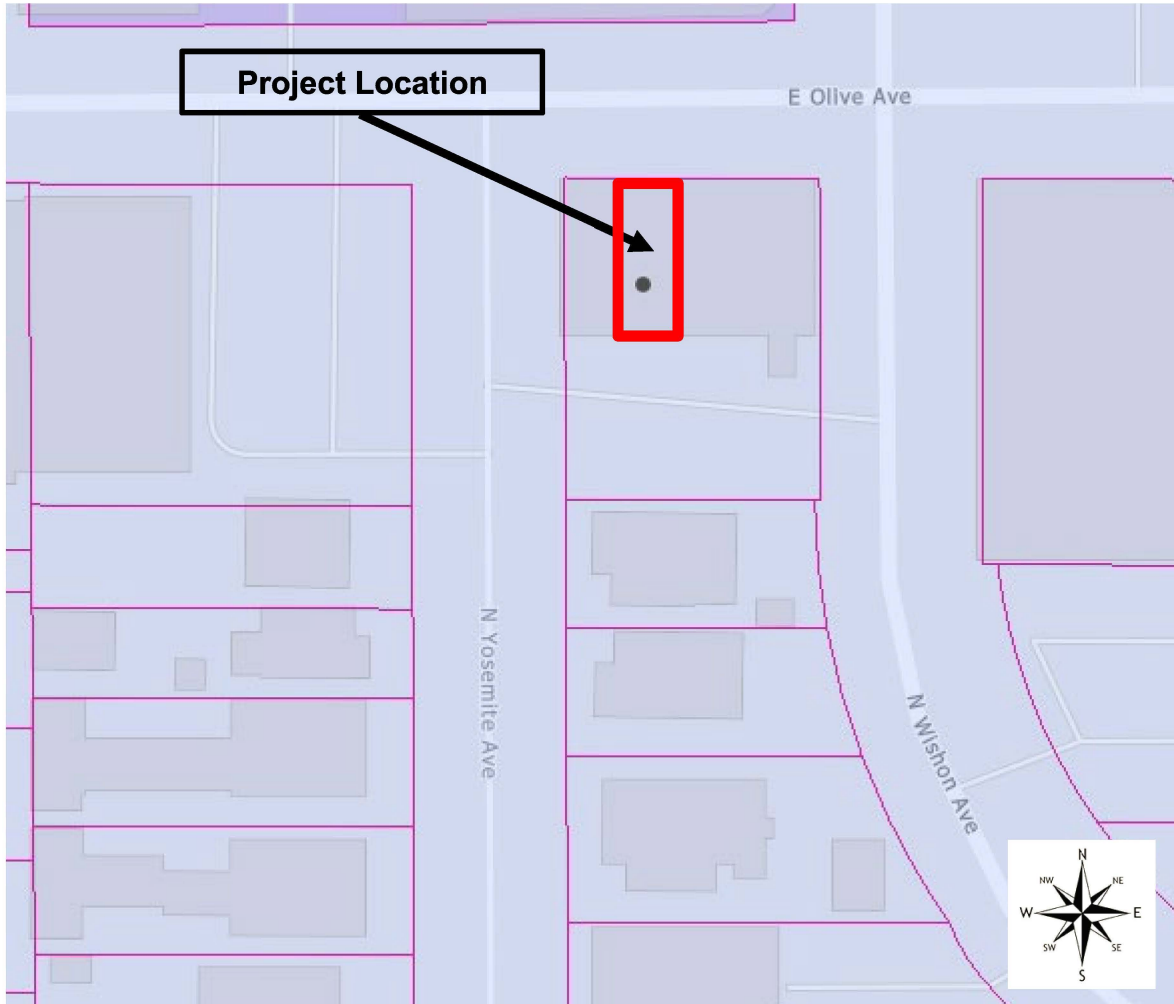 Project Location
E Olive Ave
N Yosemite Ave
N Wishon Ave
N
NW
NE
W
E
SW
SE
S